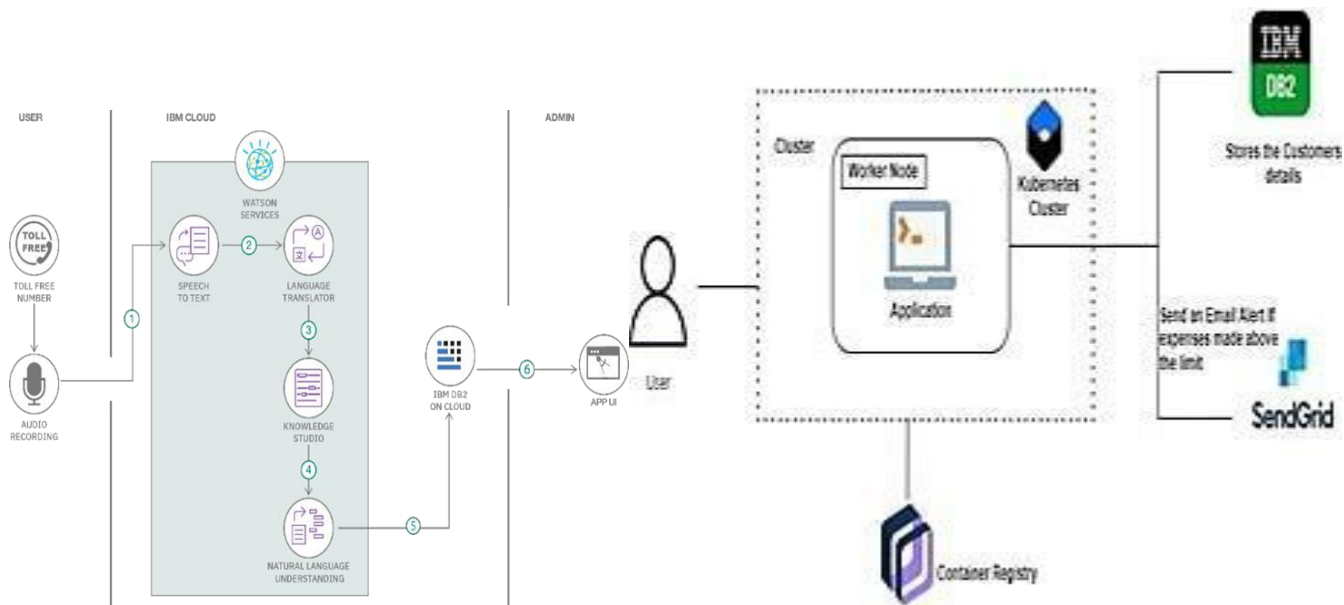 USER
IBM CLOUD
ADMIN
WATSON
SERVICES
TOLL
FREE
TOLL FREE
NUMBER
AUDIO
RECORDING
1
SPEECH
TO TEXT
2
LANGUAGE
TRANSLATOR
3
KNOWLEDGE
STUDIO
4
NATURAL LANGUAGE
UNDERSTANDING
5
IBM DB2
ON CLOUD
6
APP UI
User
Cluster
Worker Node
Application
Kubernetes
Cluster
Container Registry
IBM
DB2
Stores the Customers
details
Send an Email Alert If
expenses made above
the limit
SendGrid